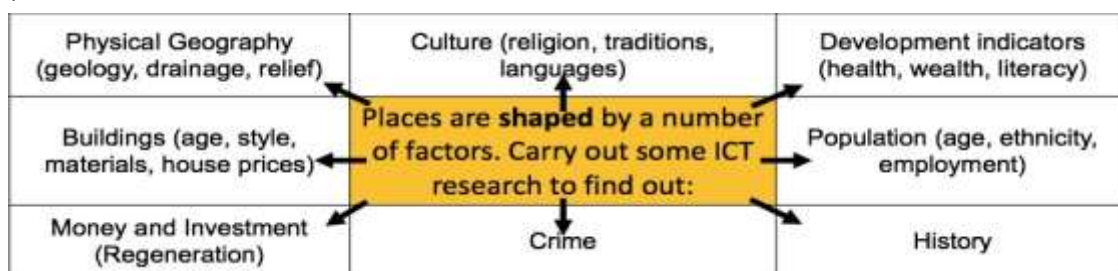 Physical Geography
(geology, drainage, relief)
Culture (religion, traditions,
languages)
Development indicators
(health, wealth, literacy)
Buildings (age, style,
materials, house prices)
Places are shaped by a number
of factors. Carry out some ICT
research to find out:
Population (age, ethnicity,
employment)
Money and Investment
(Regeneration)
Crime
History